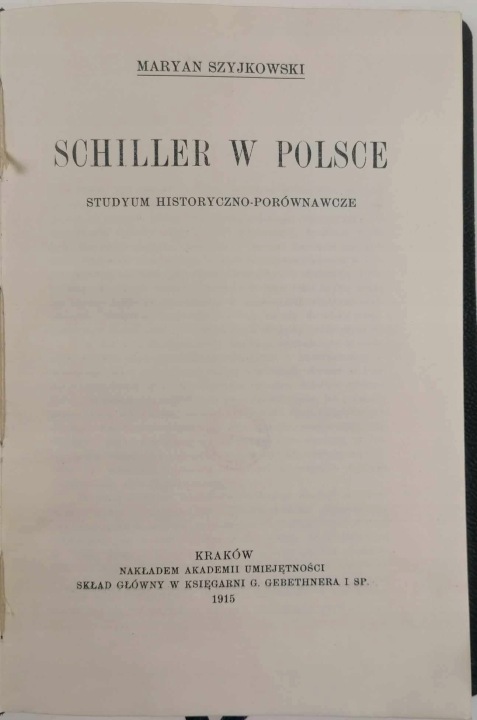 MARYAN SZYJKOWSKI
SCHILLER W POLSCE
STUDYUM HISTORYCZNO-PORÓWNAWCZE
KRAKÓW
NAKŁADEM AKADEMII UMIEJĘTNOŚCI
SKŁAD GŁÓWNY W KSIĘGARNI G. GEBETHNERA I SP.
1915